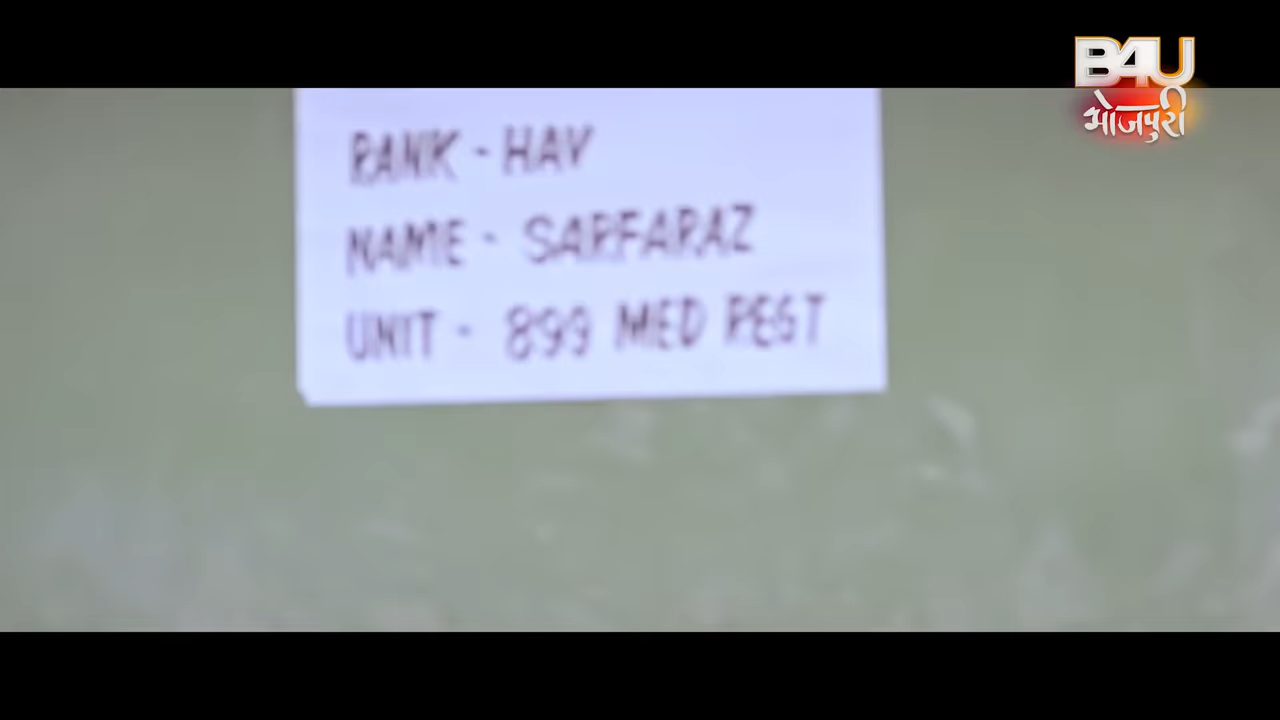 B4U
भोजपुरी
RANK - HAV
NAME - SARFARAZ
UNIT - 899 MED REGT